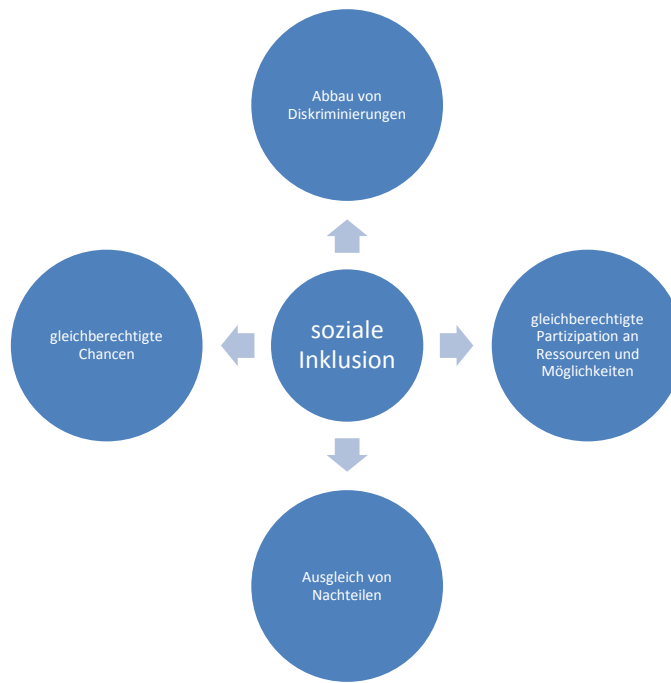 Abbau von
Diskriminierungen
gleichberechtigte
Chancen
soziale
Inklusion
gleichberechtigte
Partizipation an
Ressourcen und
Möglichkeiten
Ausgleich von
Nachteilen